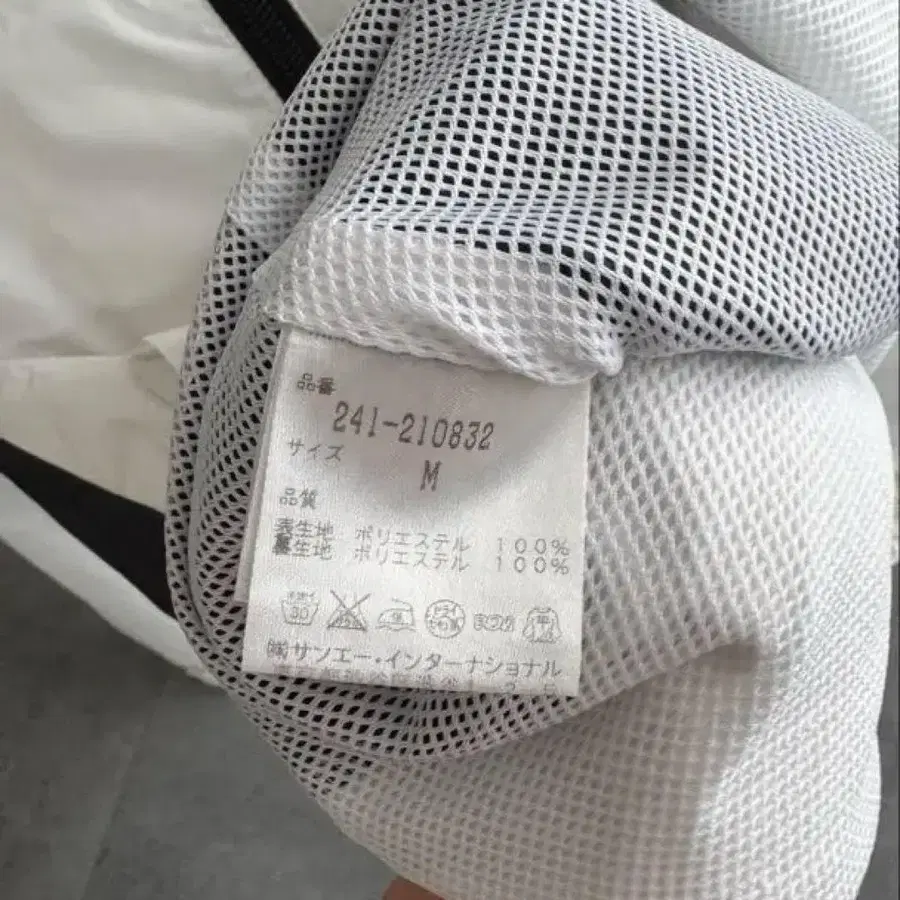 品番
241-210832
サイズ
M
品質
表生地 ポリエステル 100%
裏生地 ポリエステル 100%
30
㈱サンエー・インターナショナル